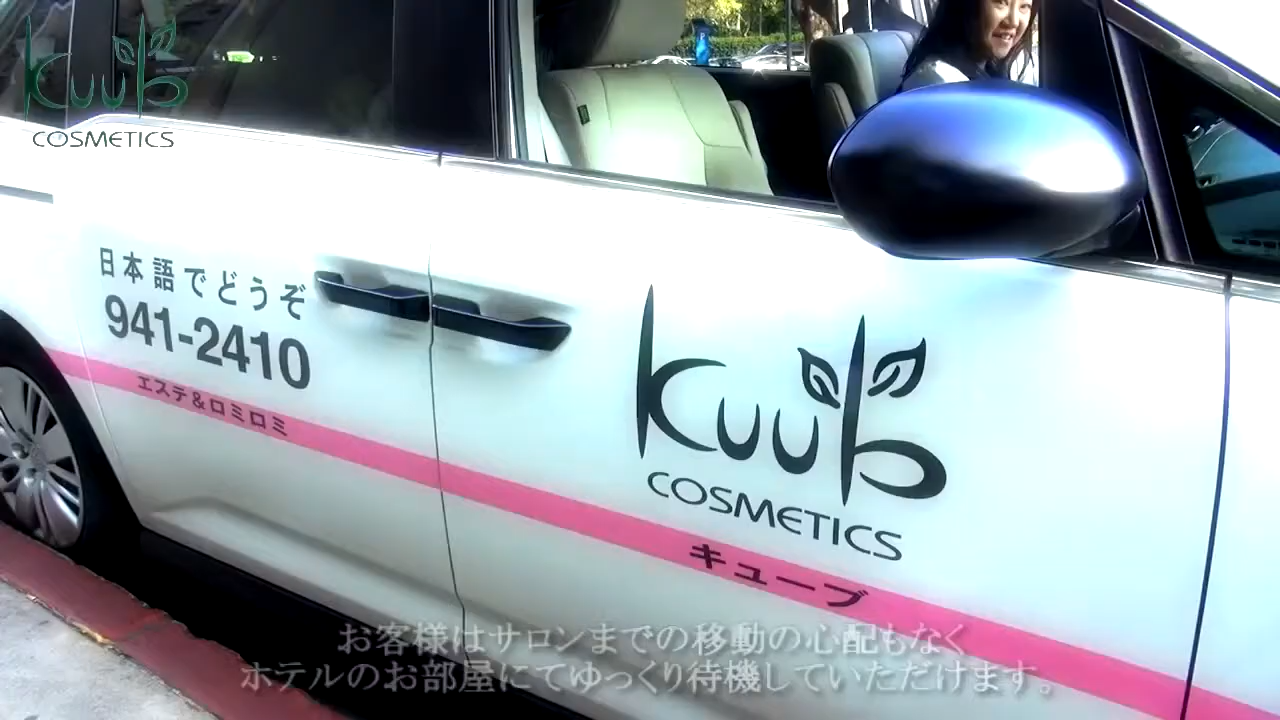 Kuub
COSMETICS
日本語でどうぞ
941-2410
エステ&ロミロミ
Kuub
COSMETICS
キューブ
お客様はサロンまでの移動の心配もなく
ホテルのお部屋にてゆっくり待機していただけます。